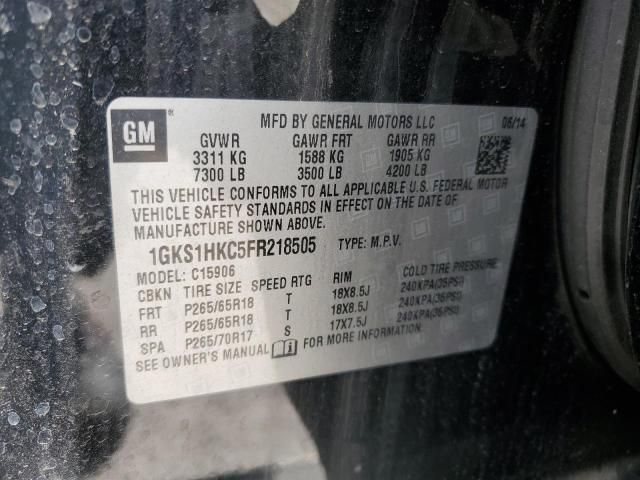 GM
MFD BY GENERAL MOTORS LLC 06/14
GVWR GAWR FRT GAWR RR
3311 KG 1588 KG 1905 KG
7300 LB 3500 LB 4200 LB
THIS VEHICLE CONFORMS TO ALL APPLICABLE U.S. FEDERAL MOTOR
VEHICLE SAFETY STANDARDS IN EFFECT ON THE DATE OF
MANUFACTURE SHOWN ABOVE.
1GKS1HKC5FR218505 TYPE: M.P.V.
MODEL: C15906
CBKN TIRE SIZE SPEED RTG RIM COLD TIRE PRESSURE
FRT P265/65R18 T 18X8.5J 240KPA(35PSI)
RR P265/65R18 T 18X8.5J 240KPA(35PSI)
SPA P265/70R17 S 17X7.5J 240KPA(35PSI)
SEE OWNER'S MANUAL FOR MORE INFORMATION